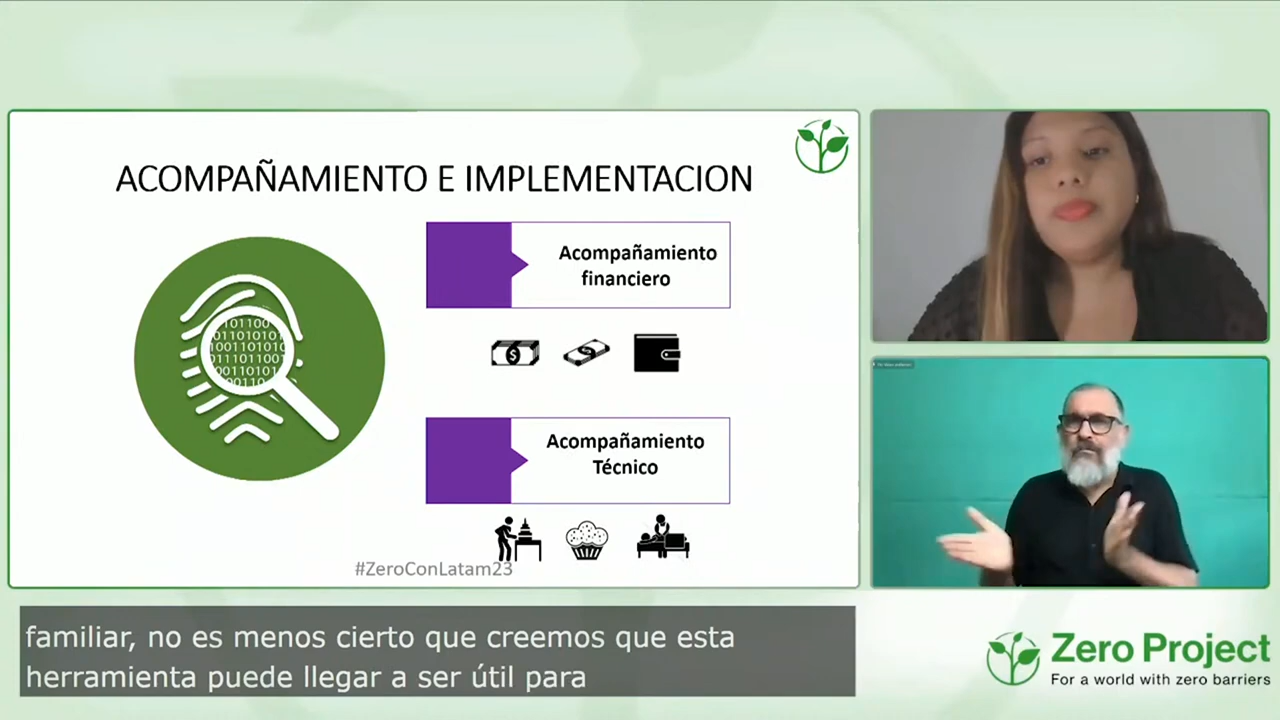 ACOMPAÑAMIENTO E IMPLEMENTACION
Acompañamiento
financiero
Acompañamiento
Técnico
#ZeroConLatam23
familiar, no es menos cierto que creemos que esta
herramienta puede llegar a ser útil para
Zero Project
For a world with zero barriers